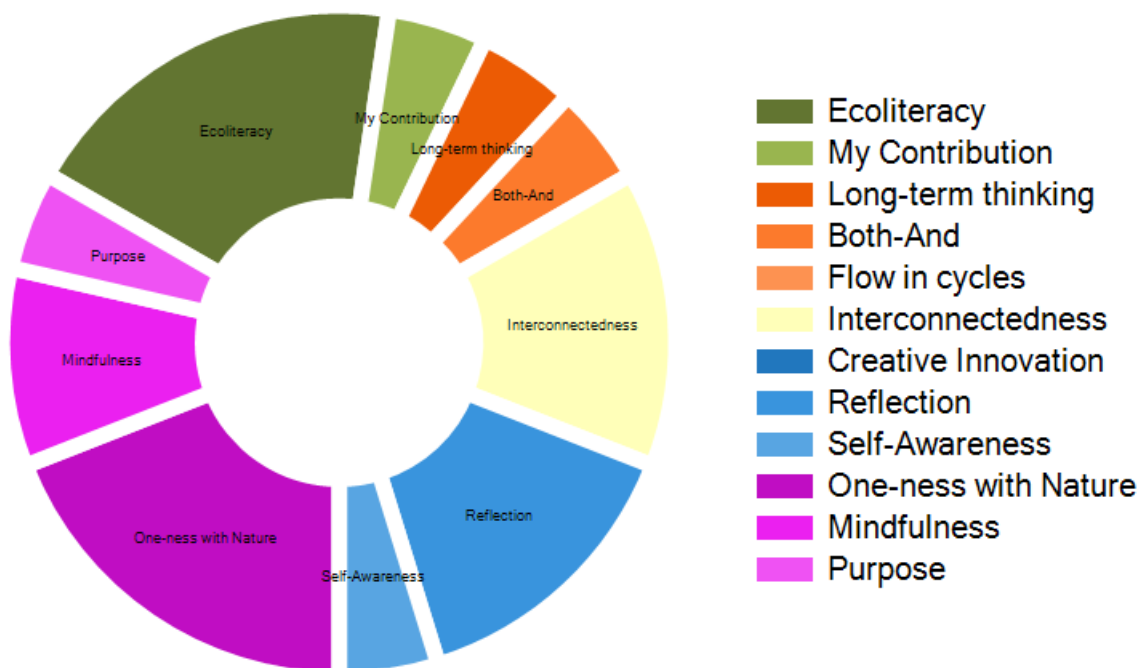 Ecoliteracy
My Contribution
Long-term thinking
Both-And
Purpose
Interconnectedness
Mindfulness
Reflection
One-ness with Nature
Self-Awareness
Ecoliteracy
My Contribution
Long-term thinking
Both-And
Flow in cycles
Interconnectedness
Creative Innovation
Reflection
Self-Awareness
One-ness with Nature
Mindfulness
Purpose